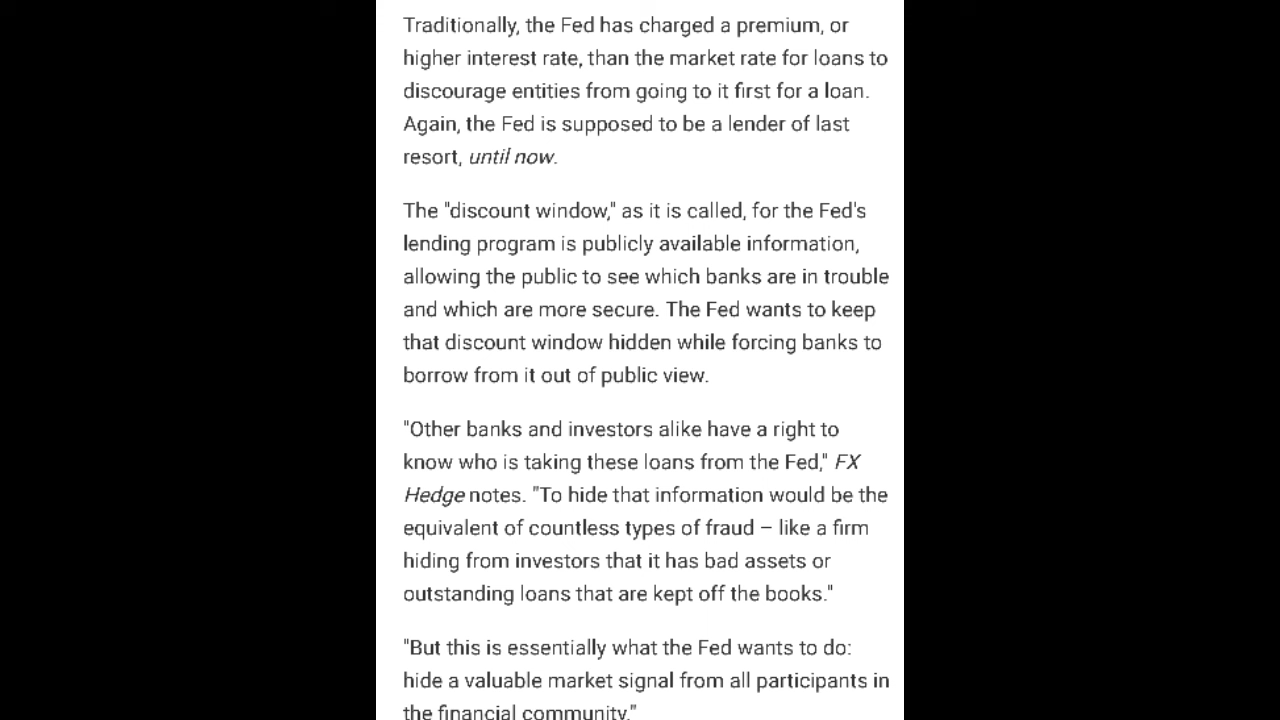 Traditionally, the Fed has charged a premium, or
higher interest rate, than the market rate for loans to
discourage entities from going to it first for a loan.
Again, the Fed is supposed to be a lender of last
resort, until now.
The "discount window," as it is called, for the Fed's
lending program is publicly available information,
allowing the public to see which banks are in trouble
and which are more secure. The Fed wants to keep
that discount window hidden while forcing banks to
borrow from it out of public view.
"Other banks and investors alike have a right to
know who is taking these loans from the Fed," FX
Hedge notes. "To hide that information would be the
equivalent of countless types of fraud – like a firm
hiding from investors that it has bad assets or
outstanding loans that are kept off the books."
"But this is essentially what the Fed wants to do:
hide a valuable market signal from all participants in
the financial community."